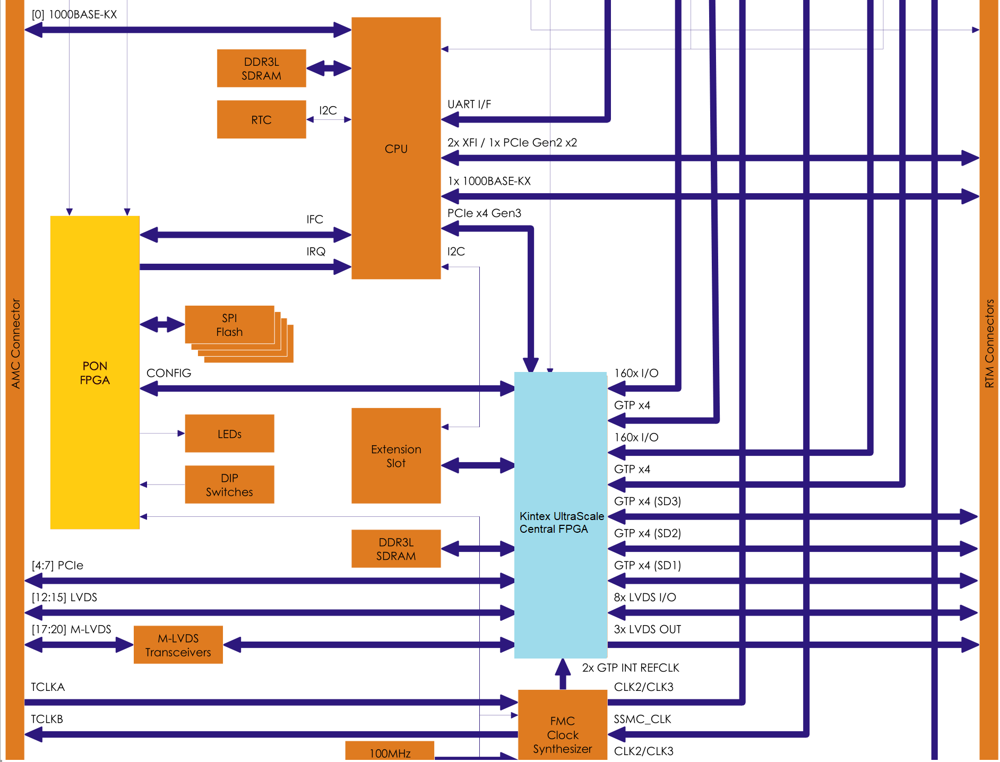 [0] 1000BASE-KX
DDR3L
SDRAM
UART I/F
RTC
I2C
2x XFI / 1x PCIe Gen2 x2
CPU
1x 1000BASE-KX
PCIe x4 Gen3
IFC
IRQ
I2C
AMC Connector
RTM Connectors
SPI
Flash
PON
FPGA
CONFIG
160x I/O
GTP x4
LEDs
160x I/O
Extension
Slot
GTP x4
DIP
Switches
GTP x4 (SD3)
Kintex UltraScale
Central FPGA
GTP x4 (SD2)
DDR3L
SDRAM
[4:7] PCIe
GTP x4 (SD1)
[12:15] LVDS
8x LVDS I/O
[17:20] M-LVDS
M-LVDS
Transceivers
3x LVDS OUT
2x GTP INT REFCLK
TCLKA
CLK2/CLK3
TCLKB
FMC
Clock
Synthesizer
SSMC_CLK
100MHz
CLK2/CLK3